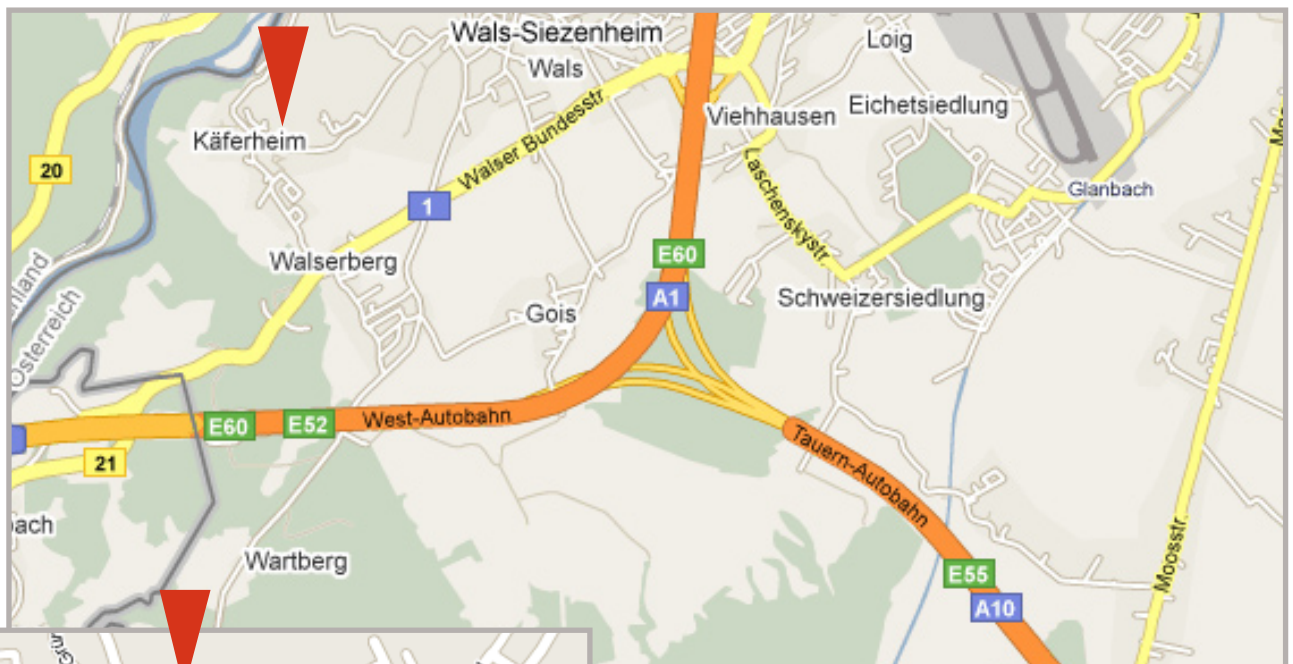 Wals-Siezenheim
Wals
Loig
Viehhausen
Eichetsiedlung
Käferheim
20
Walser Bundesstr
1
Laschenskystr.
Glanbach
Walserberg
E60
A1
Österreich
Gois
Schweizersiedlung
E60
E52
West-Autobahn
21
Tauern-Autobahn
Wartberg
E55
A10
Moosstr